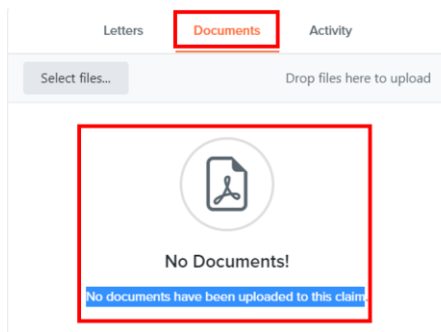 Letters Documents Activity
Select files... Drop files here to upload
No Documents!
No documents have been uploaded to this claim.